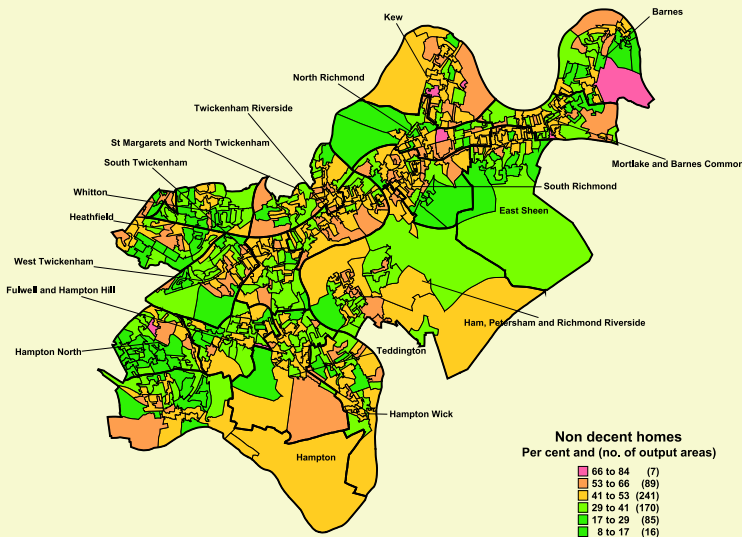 Barnes
Kew
North Richmond
Twickenham Riverside
St Margarets and North Twickenham
South Twickenham
Mortlake and Barnes Common
Whitton
South Richmond
Heathfield
East Sheen
West Twickenham
Fulwell and Hampton Hill
Ham, Petersham and Richmond Riverside
Hampton North
Teddington
Hampton Wick
Hampton
Non decent homes
Per cent and (no. of output areas)
66 to 84 (7)
53 to 66 (89)
41 to 53 (241)
29 to 41 (170)
17 to 29 (85)
8 to 17 (16)